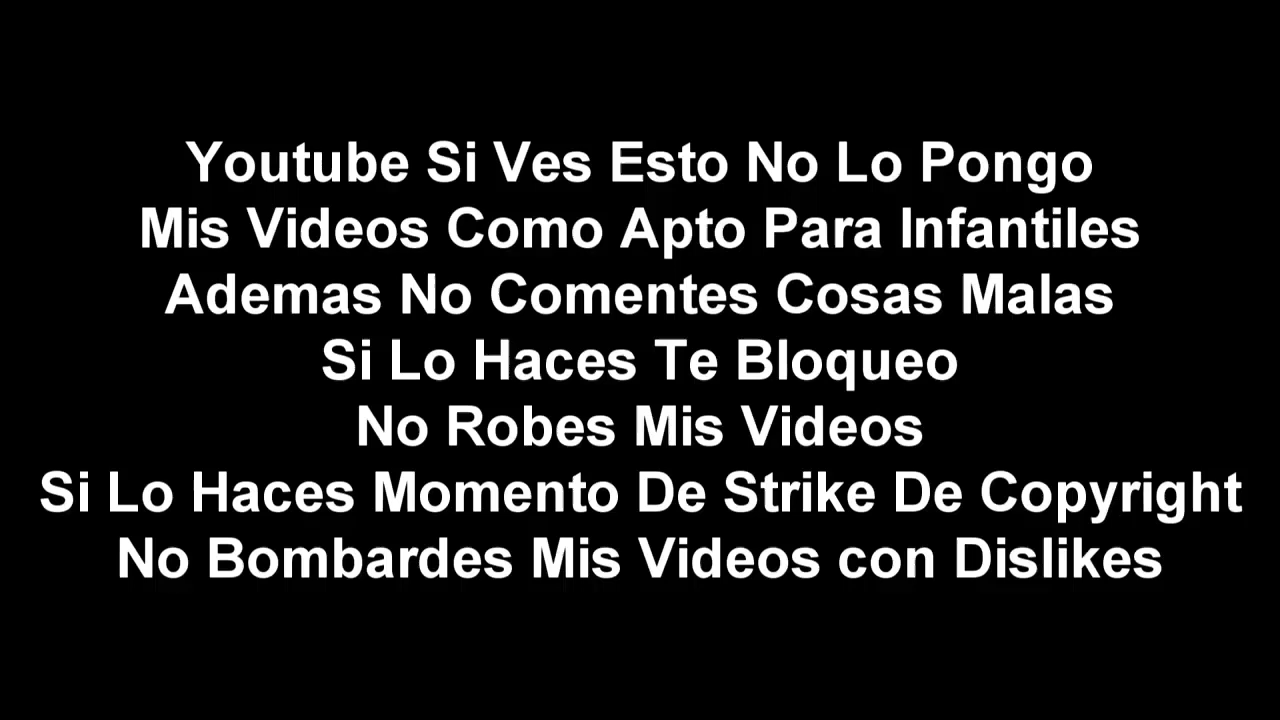 Youtube Si Ves Esto No Lo Pongo
Mis Videos Como Apto Para Infantiles
Ademas No Comentes Cosas Malas
Si Lo Haces Te Bloqueo
No Robes Mis Videos
Si Lo Haces Momento De Strike De Copyright
No Bombardes Mis Videos con Dislikes